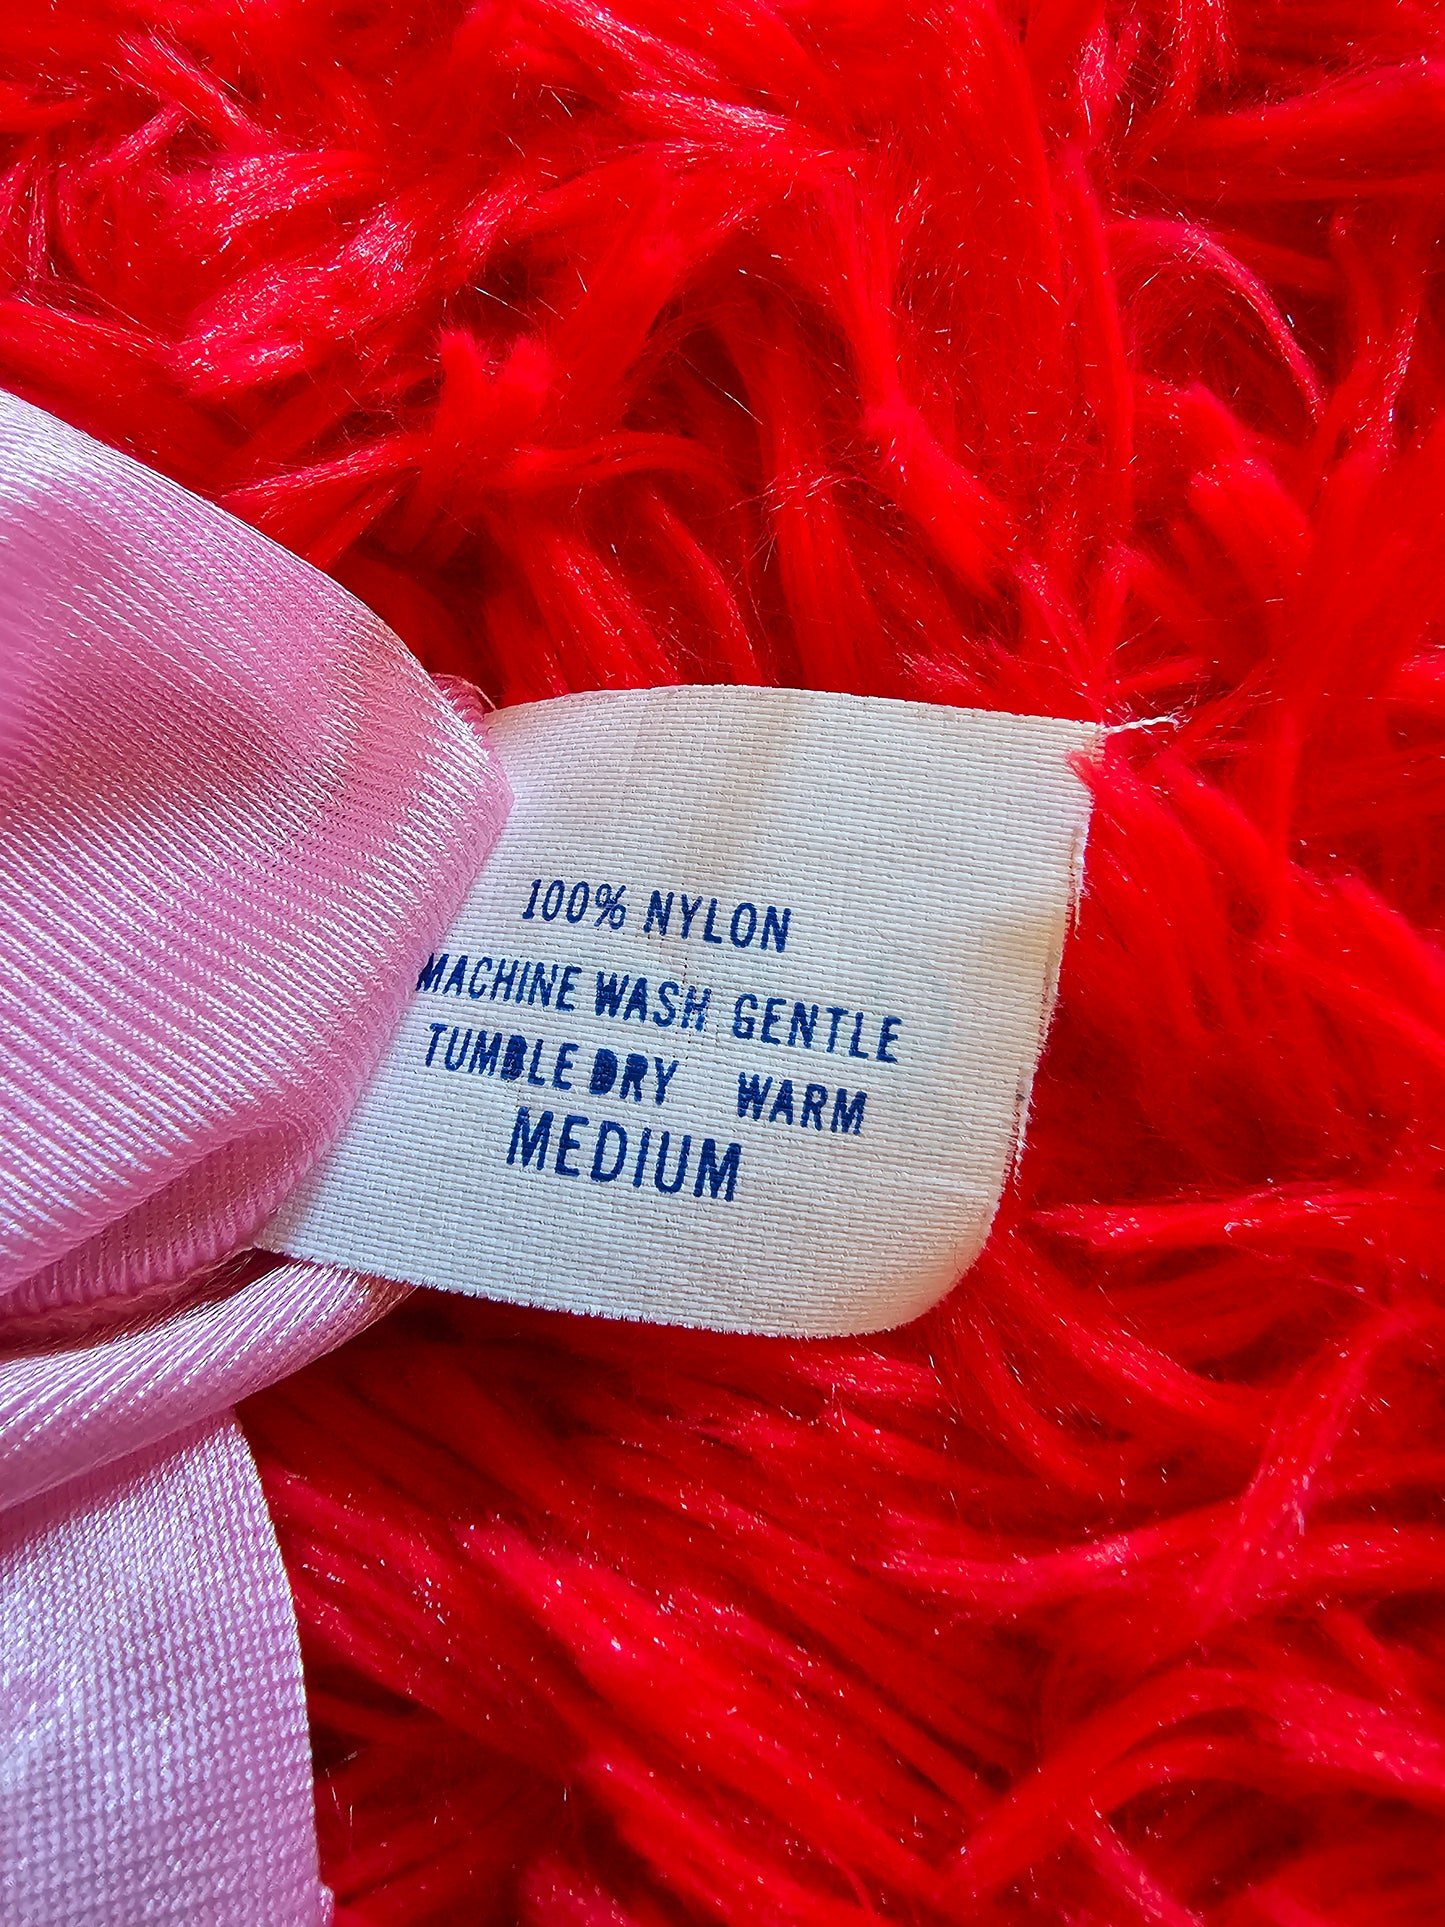 100% NYLON
MACHINE WASH GENTLE
TUMBLE DRY WARM
MEDIUM